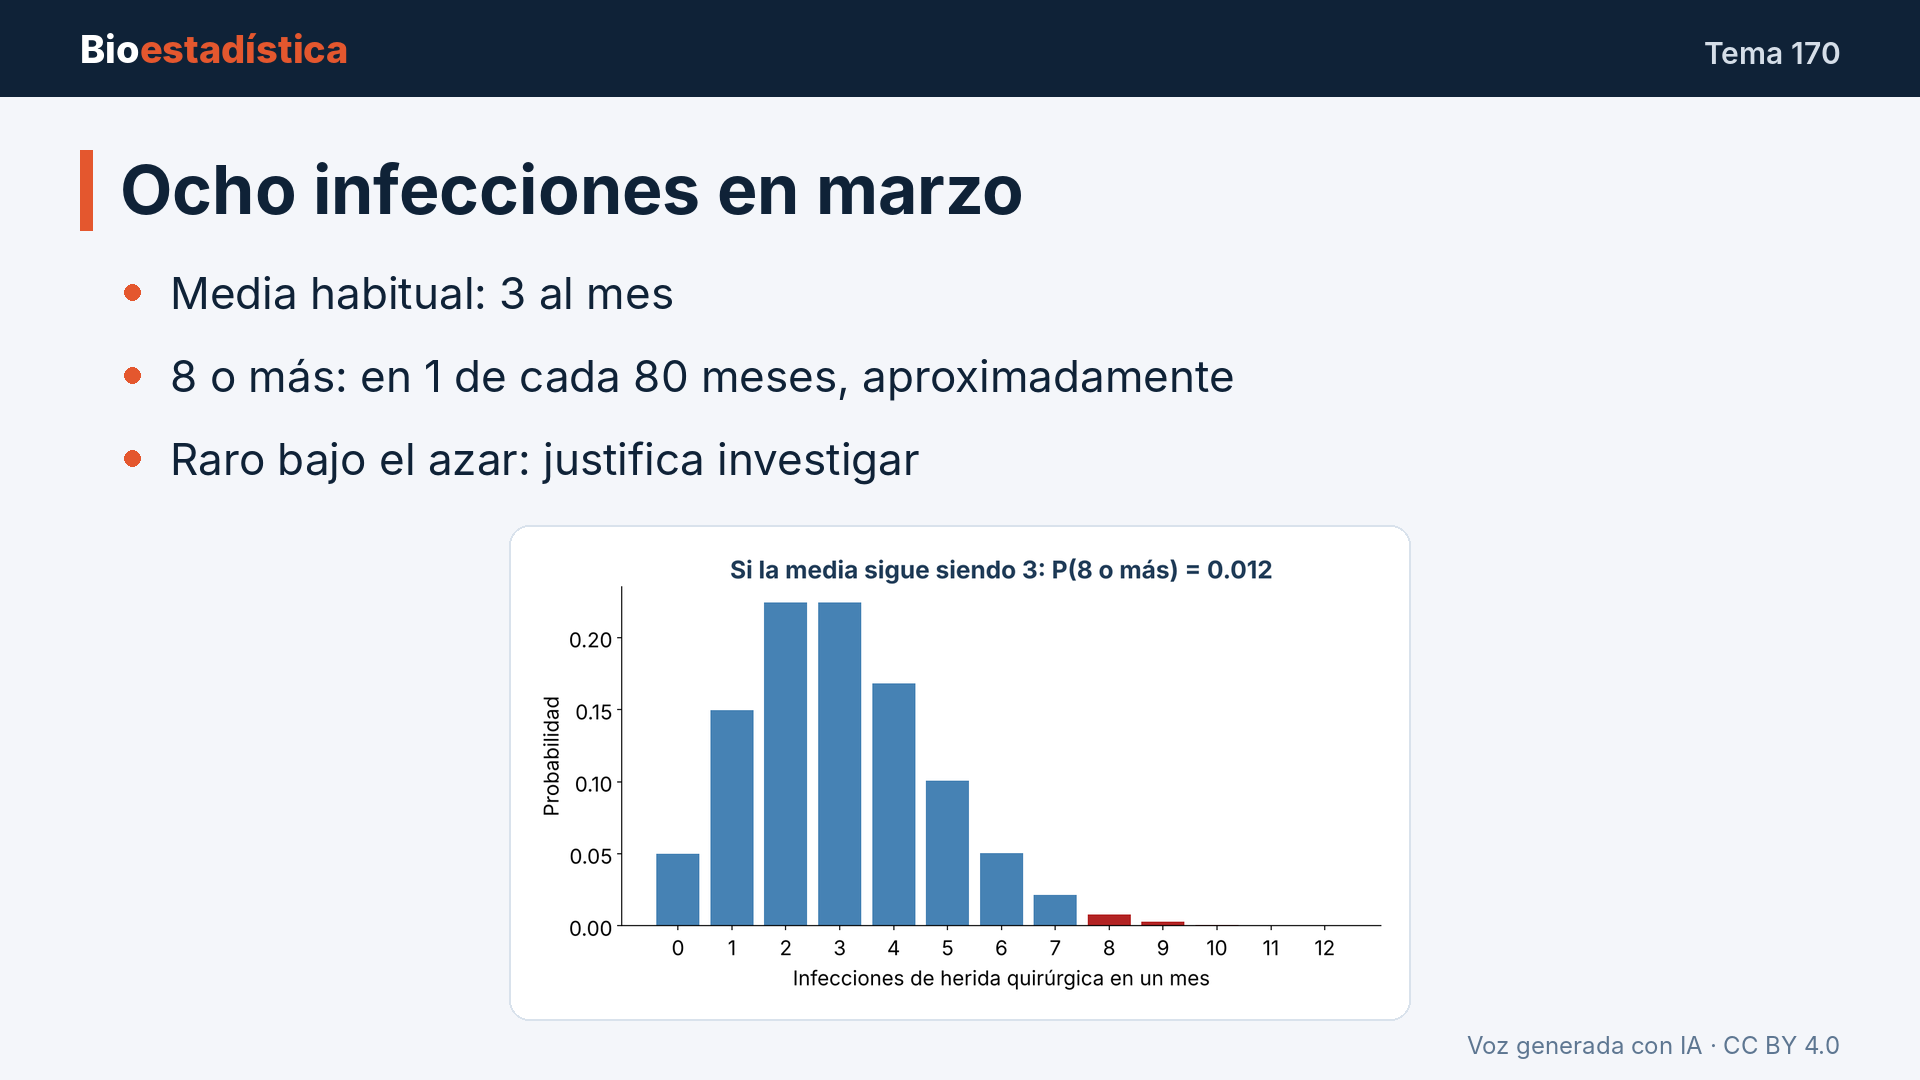 Bioestadística
Tema 170
Ocho infecciones en marzo
Media habitual: 3 al mes
8 o más: en 1 de cada 80 meses, aproximadamente
Raro bajo el azar: justifica investigar
Si la media sigue siendo 3: P(8 o más) = 0.012
0.20
0.15
0.10
0.05
0.00
Probabilidad
0 1 2 3 4 5 6 7 8 9 10 11 12
Infecciones de herida quirúrgica en un mes
Voz generada con IA · CC BY 4.0